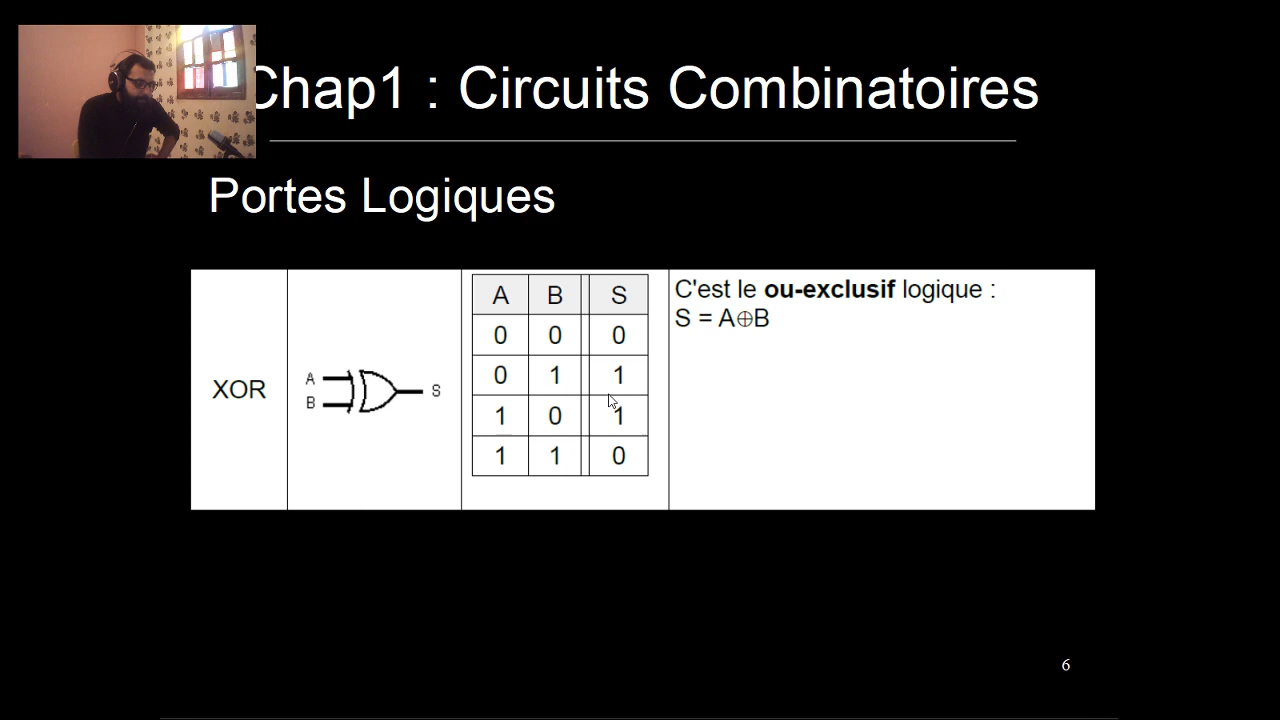 Chap1 : Circuits Combinatoires
Portes Logiques
XOR
A
B
S
A B S
0 0 0
0 1 1
1 0 1
1 1 0
C'est le ou-exclusif logique :
S = A⊕B
6